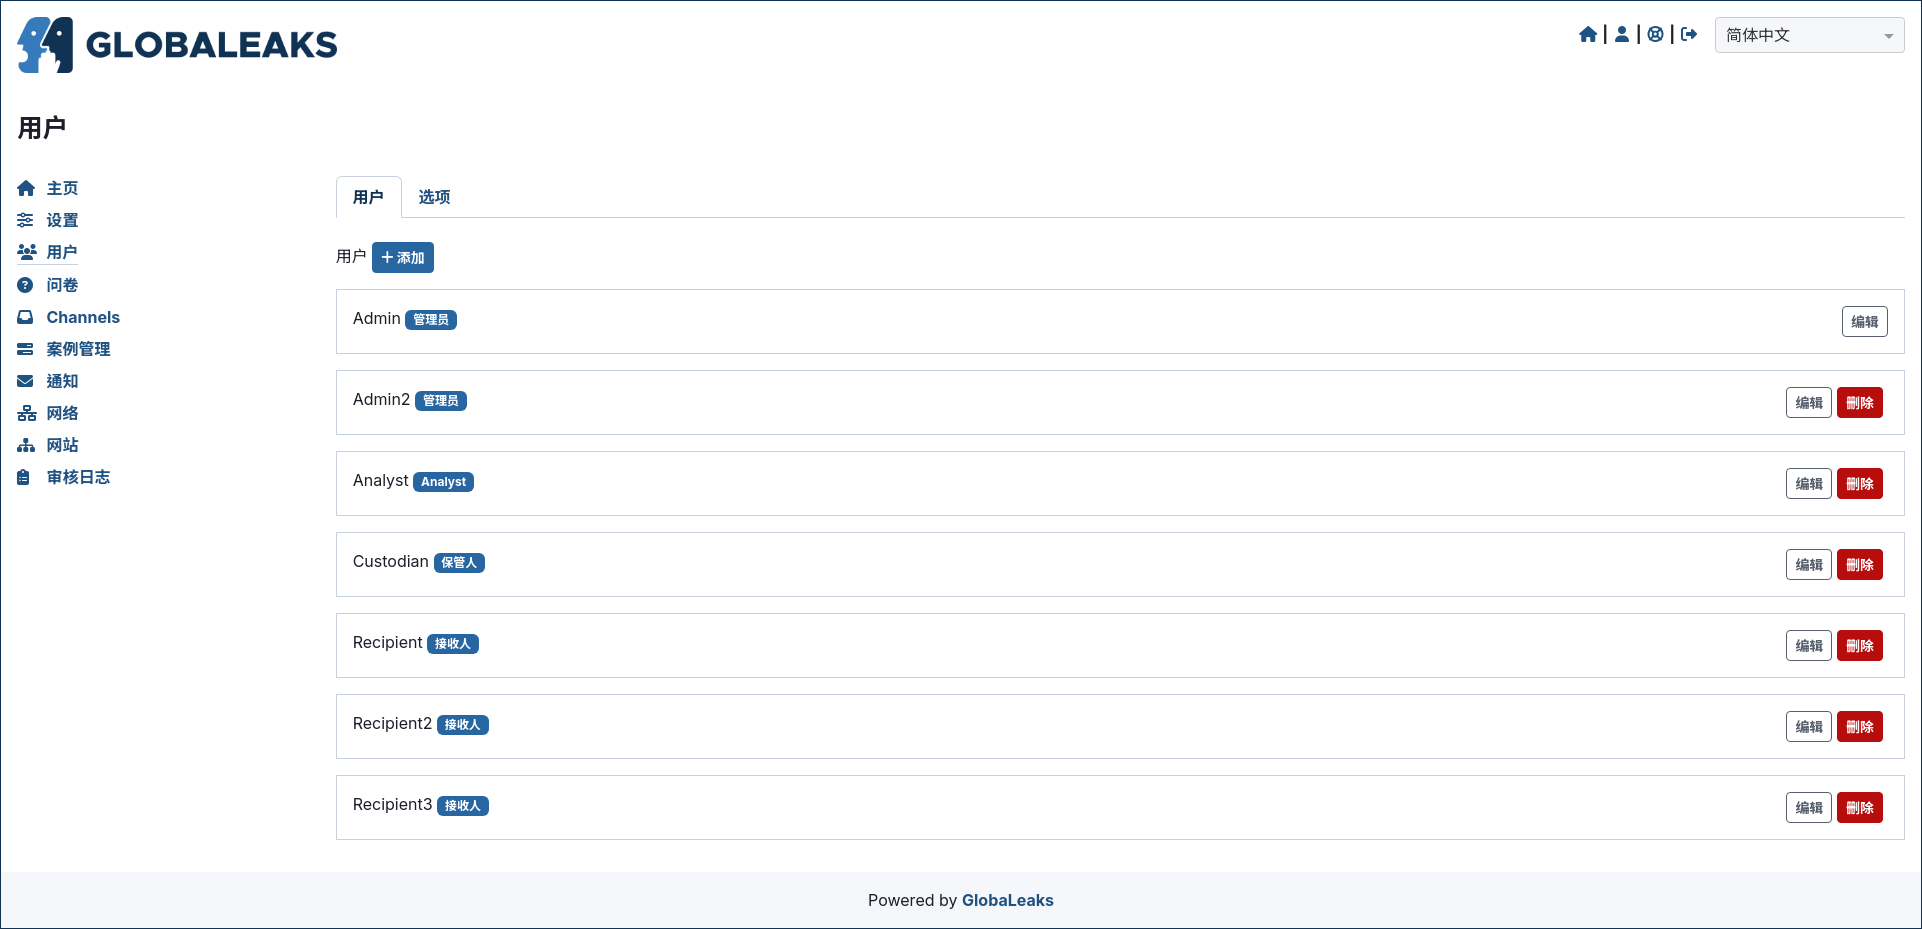 GLOBALEAKS
简体中文
用户
主页
设置
用户
问卷
Channels
案例管理
通知
网络
网站
审核日志
用户 选项
用户 添加
Admin 管理员 编辑
Admin2 管理员 编辑 删除
Analyst Analyst 编辑 删除
Custodian 保管人 编辑 删除
Recipient 接收人 编辑 删除
Recipient2 接收人 编辑 删除
Recipient3 接收人 编辑 删除
Powered by GlobaLeaks